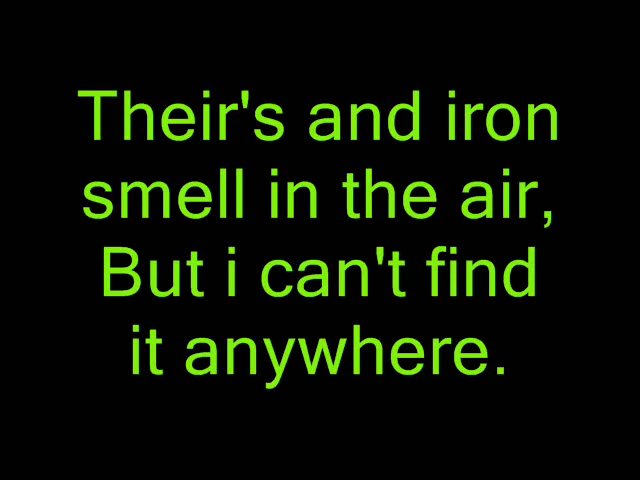 Their's and iron
smell in the air,
But i can't find
it anywhere.